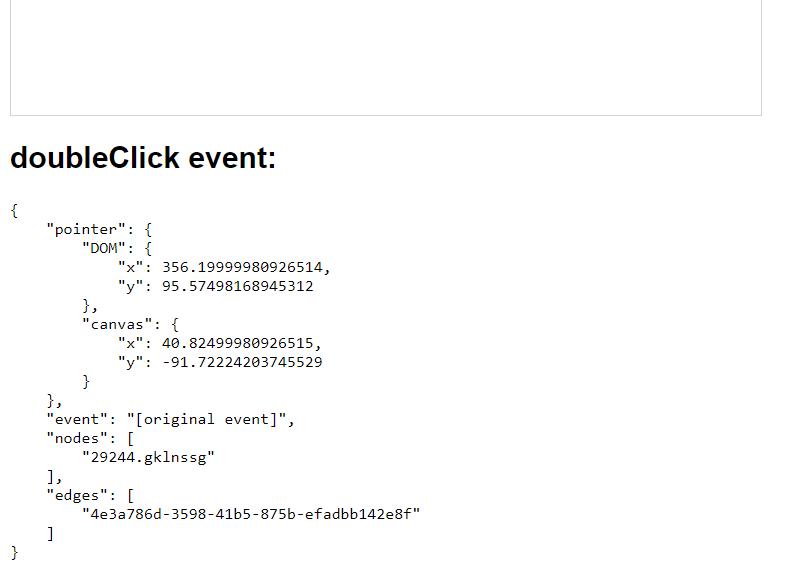 doubleClick event:
{
    "pointer": {
        "DOM": {
            "x": 356.19999980926514,
            "y": 95.57498168945312
        },
        "canvas": {
            "x": 40.82499980926515,
            "y": -91.72224203745529
        }
    },
    "event": "[original event]",
    "nodes": [
        "29244.gklnssg"
    ],
    "edges": [
        "4e3a786d-3598-41b5-875b-efadbb142e8f"
    ]
}